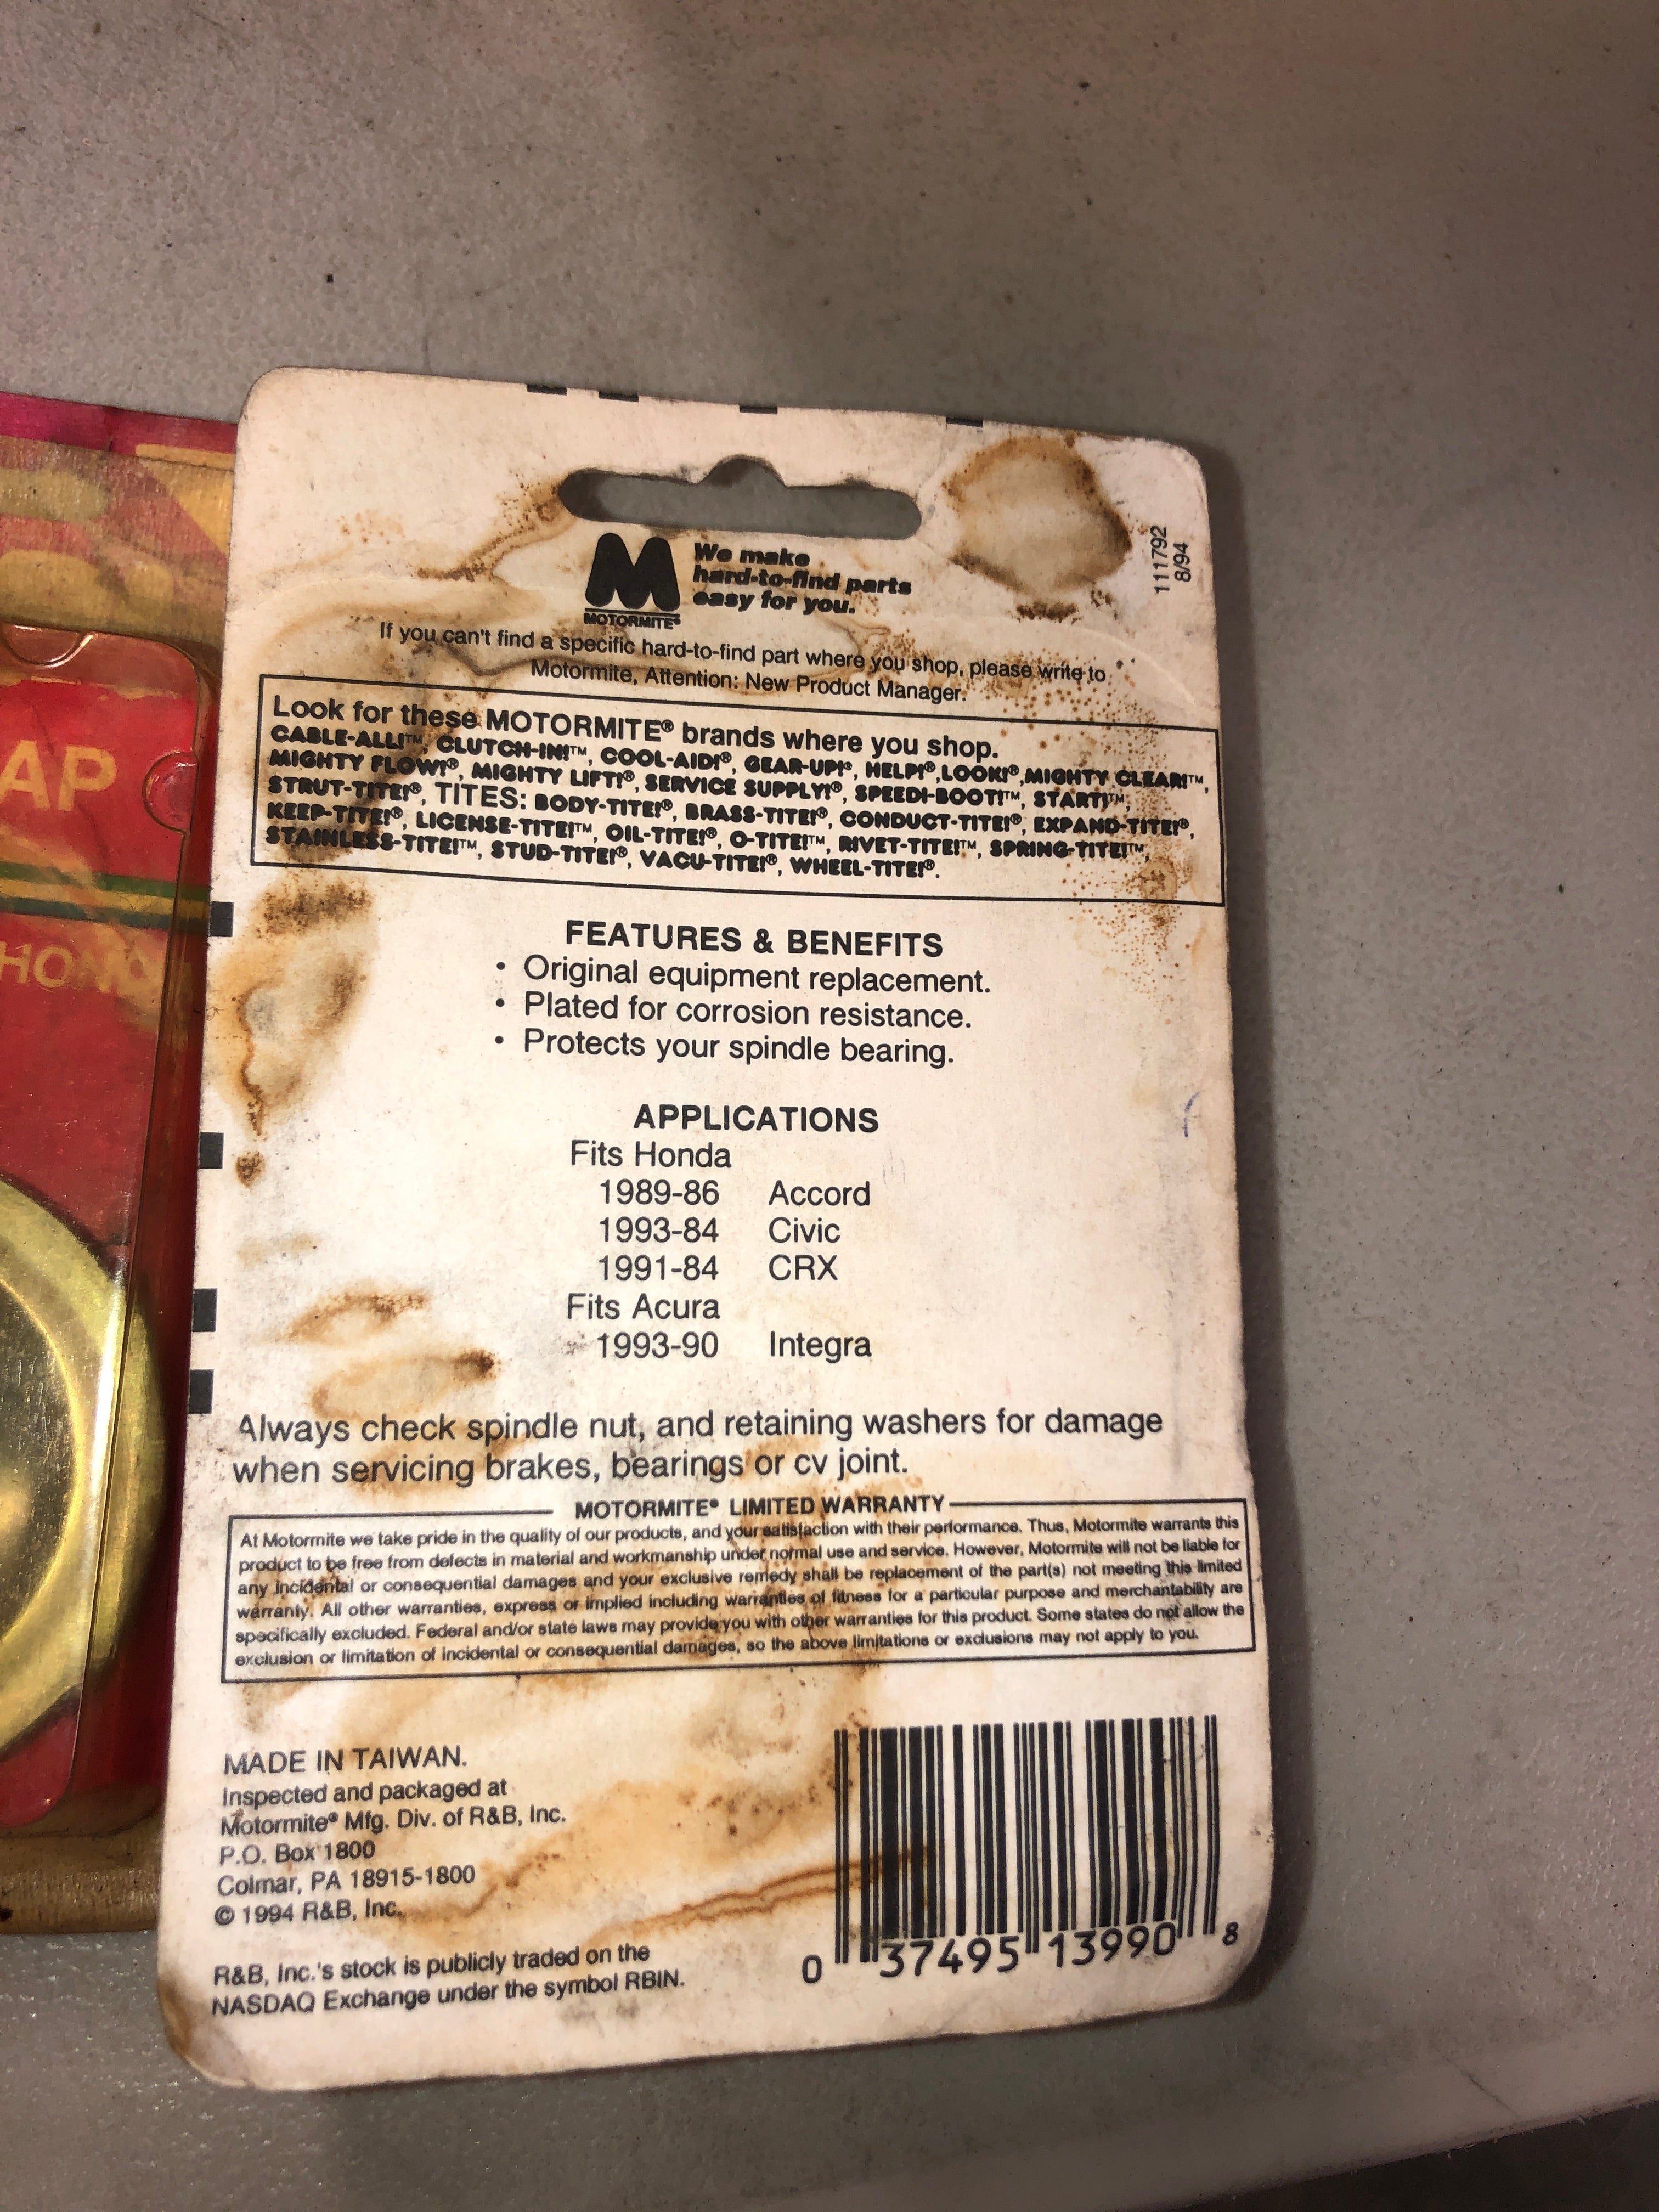 AP
HONDA
111792
8/94
M
MOTORMITE®
We make
hard-to-find parts
easy for you.
If you can't find a specific hard-to-find part where you shop, please write to
Motormite, Attention: New Product Manager.
Look for these MOTORMITE® brands where you shop.
CABLE-ALL!™, CLUTCH-IN!™, COOL-AID!®, GEAR-UP!®, HELP!®, LOOK!®, MIGHTY CLEAR!™,
MIGHTY FLOW!®, MIGHTY LIFT!®, SERVICE SUPPLY!®, SPEEDI-BOOT!™, START!™,
STRUT-TITE!®, TITES: BODY-TITE!®, BRASS-TITE!®, CONDUCT-TITE!®, EXPAND-TITE!®,
KEEP-TITE!®, LICENSE-TITE!™, OIL-TITE!®, O-TITE!™, RIVET-TITE!™, SPRING-TITE!™,
STAINLESS-TITE!™, STUD-TITE!®, VACU-TITE!®, WHEEL-TITE!®.
FEATURES & BENEFITS
• Original equipment replacement.
• Plated for corrosion resistance.
• Protects your spindle bearing.
APPLICATIONS
Fits Honda
1989-86 Accord
1993-84 Civic
1991-84 CRX
Fits Acura
1993-90 Integra
Always check spindle nut, and retaining washers for damage
when servicing brakes, bearings or cv joint.
MOTORMITE® LIMITED WARRANTY
At Motormite we take pride in the quality of our products, and your satisfaction with their performance. Thus, Motormite warrants this
product to be free from defects in material and workmanship under normal use and service. However, Motormite will not be liable for
any incidental or consequential damages and your exclusive remedy shall be replacement of the part(s) not meeting this limited
warranty. All other warranties, express or implied including warranties of fitness for a particular purpose and merchantability are
specifically excluded. Federal and/or state laws may provide you with other warranties for this product. Some states do not allow the
exclusion or limitation of incidental or consequential damages, so the above limitations or exclusions may not apply to you.
MADE IN TAIWAN.
Inspected and packaged at
Motormite® Mfg. Div. of R&B, Inc.
P.O. Box 1800
Colmar, PA 18915-1800
© 1994 R&B, Inc.
R&B, Inc.'s stock is publicly traded on the
NASDAQ Exchange under the symbol RBIN.
0 37495 13990 8